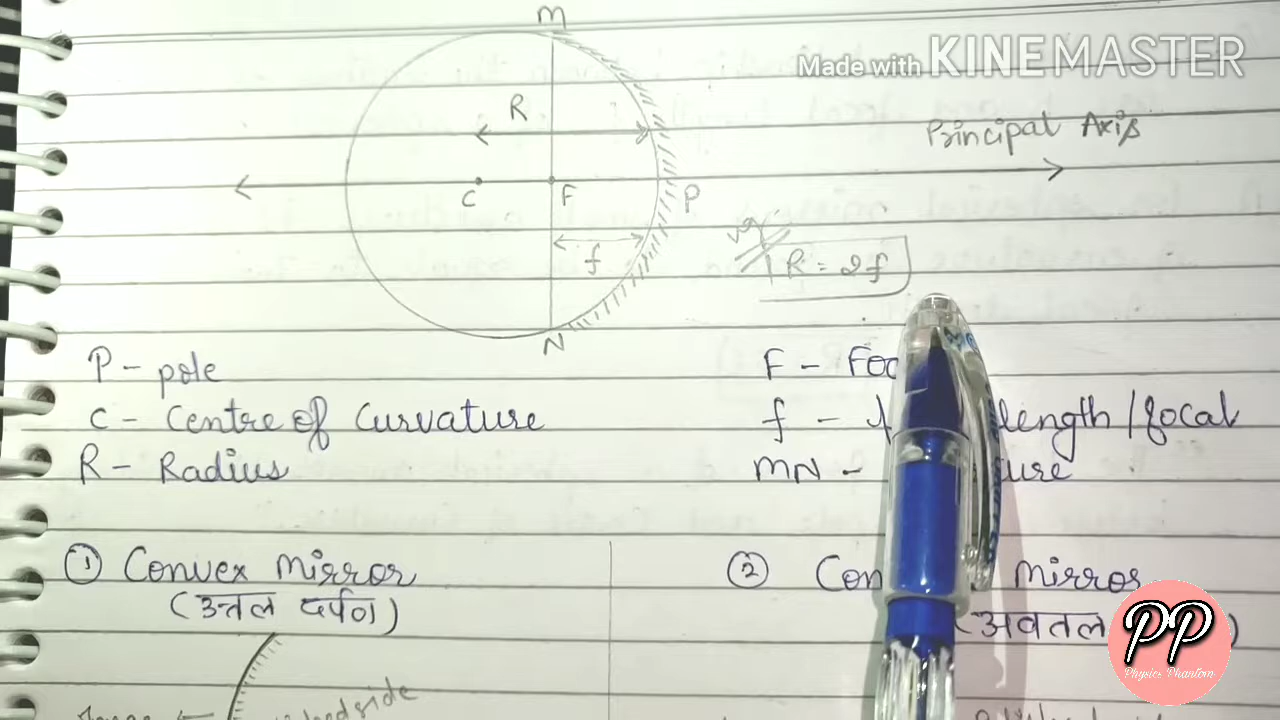 M
Made with KINEMASTER
R
Principal Axis
C F P
f
R = 2f
N
P - pole
C - Centre of Curvature
R - Radius
F - Foc
f - length / focal
MN - ure
① Convex mirror
(उत्तल दर्पण)
② Con mirror
(अवतल )
PP
Physics Phantom